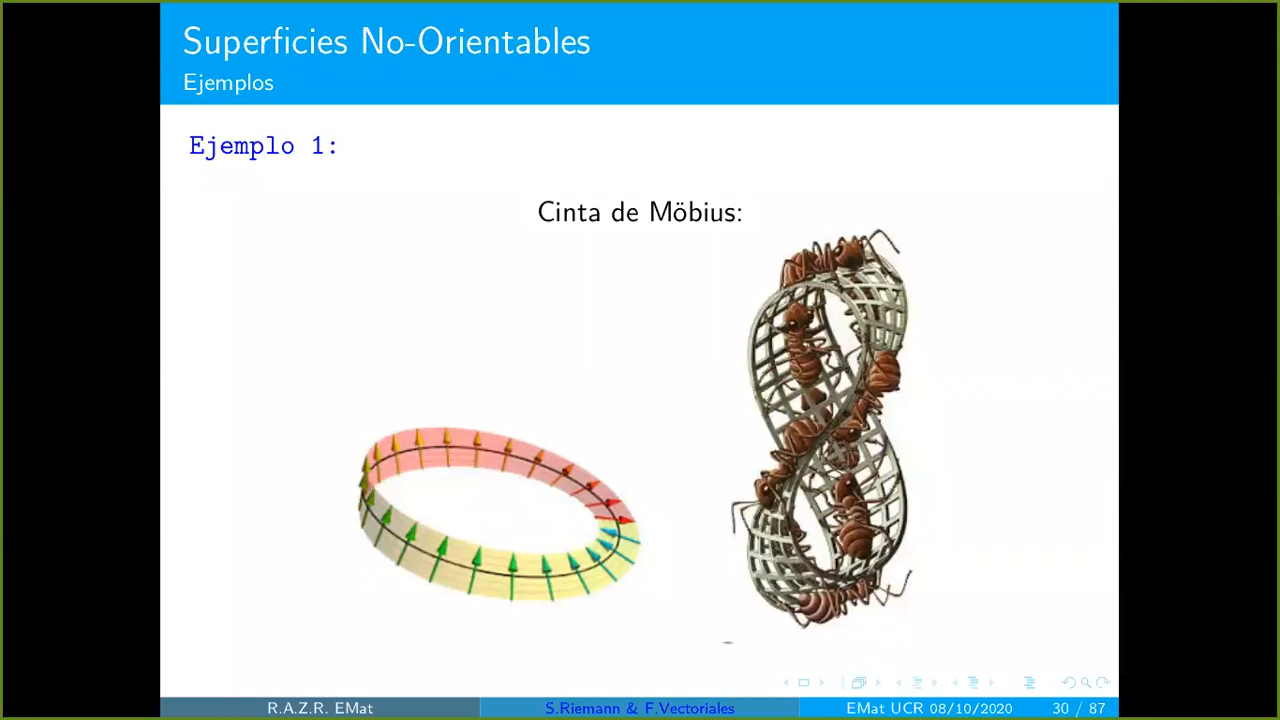 Superficies No-Orientables
Ejemplos
Ejemplo 1:
Cinta de Möbius:
R.A.Z.R. EMat
S.Riemann & F.Vectoriales
EMat UCR 08/10/2020
30 / 87